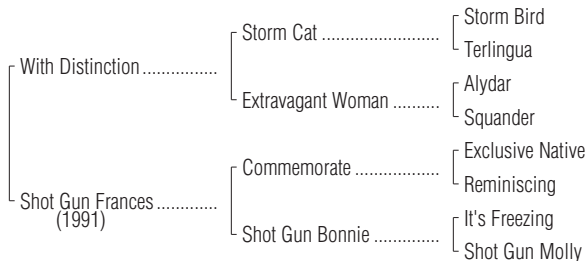 Storm Bird
Storm Cat ........................
Terlingua
With Distinction ...............
Alydar
Extravagant Woman ..........
Squander
Exclusive Native
Commemorate .................
Reminiscing
Shot Gun Frances .............
(1991)
It's Freezing
Shot Gun Bonnie .............
Shot Gun Molly